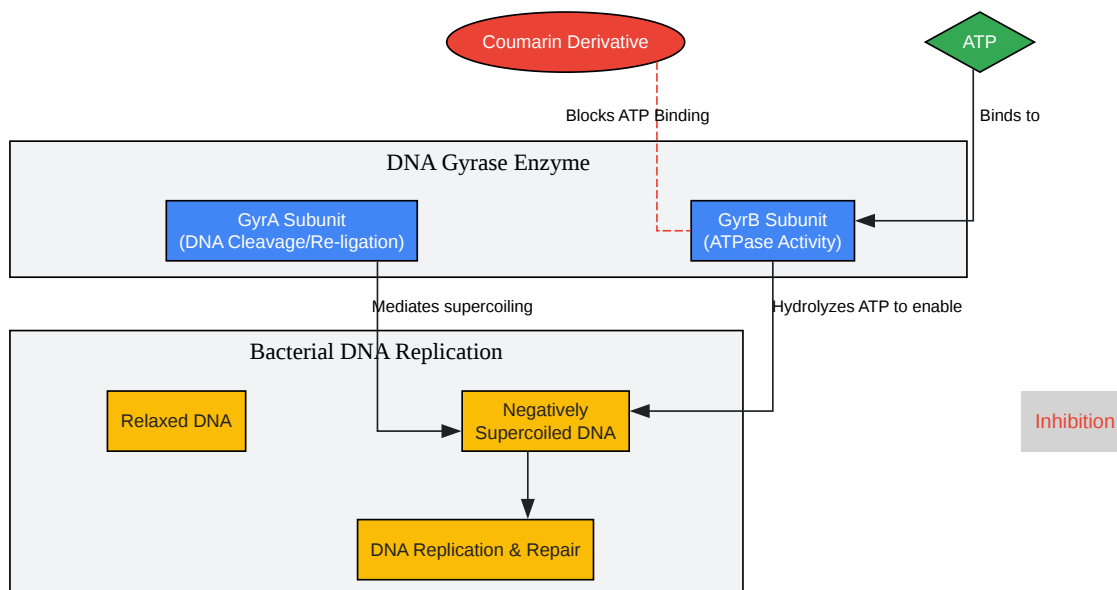 Coumarin Derivative
ATP
Blocks ATP Binding
Binds to
DNA Gyrase Enzyme
GyrA Subunit
(DNA Cleavage/Re-ligation)
GyrB Subunit
(ATPase Activity)
Mediates supercoiling
Hydrolyzes ATP to enable
Bacterial DNA Replication
Relaxed DNA
Negatively
Supercoiled DNA
Inhibition
DNA Replication & Repair